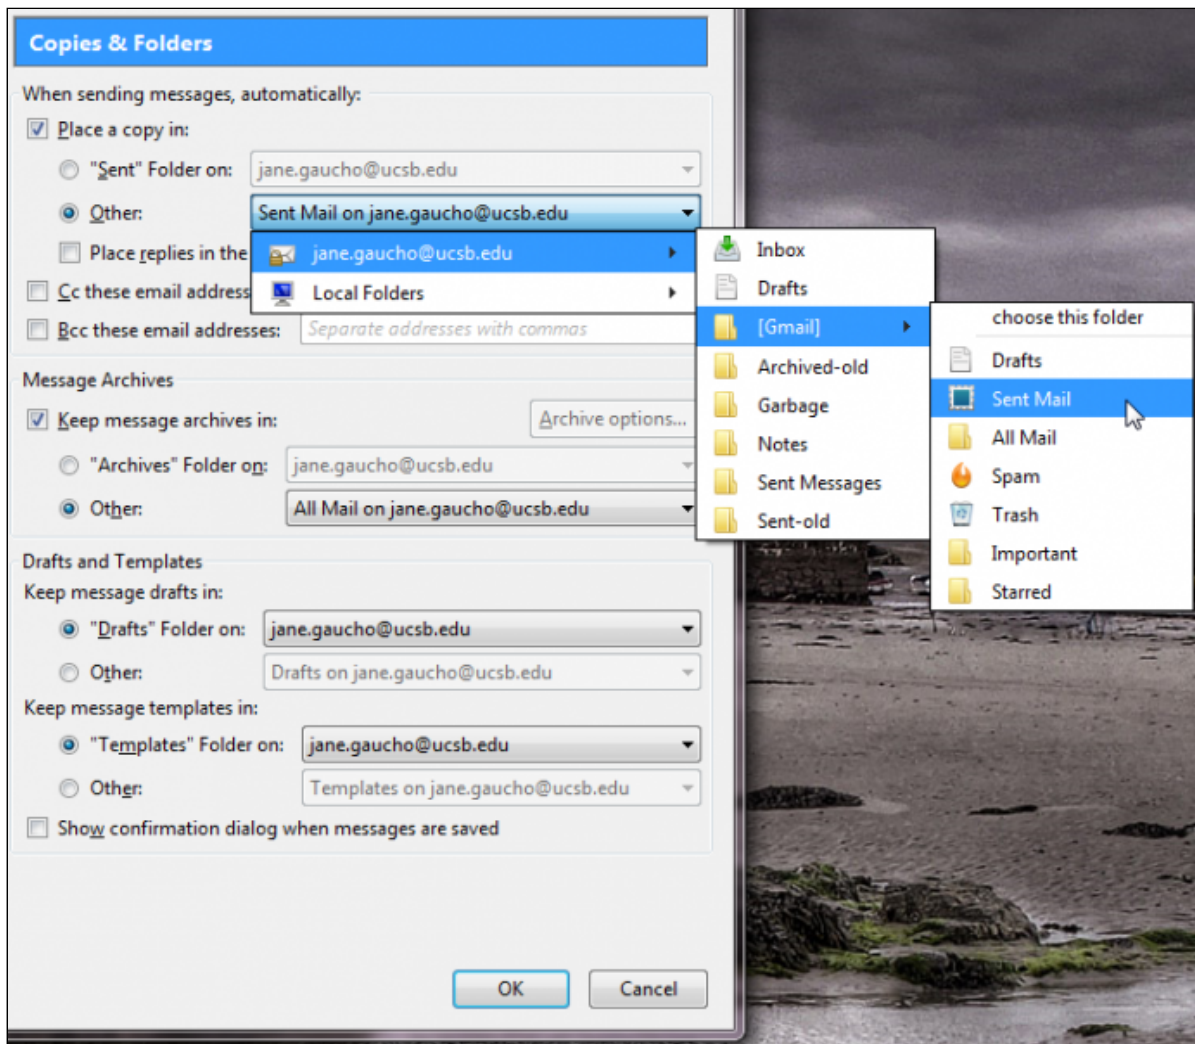 Copies & Folders
When sending messages, automatically:
Place a copy in:
"Sent" Folder on: jane.gaucho@ucsb.edu
Other: Sent Mail on jane.gaucho@ucsb.edu
Place replies in the
jane.gaucho@ucsb.edu
Local Folders
Cc these email address
Bcc these email addresses: Separate addresses with commas
Inbox
Drafts
[Gmail]
Archived-old
Garbage
Notes
Sent Messages
Sent-old
choose this folder
Drafts
Sent Mail
All Mail
Spam
Trash
Important
Starred
Message Archives
Keep message archives in: Archive options...
"Archives" Folder on: jane.gaucho@ucsb.edu
Other: All Mail on jane.gaucho@ucsb.edu
Drafts and Templates
Keep message drafts in:
"Drafts" Folder on: jane.gaucho@ucsb.edu
Other: Drafts on jane.gaucho@ucsb.edu
Keep message templates in:
"Templates" Folder on: jane.gaucho@ucsb.edu
Other: Templates on jane.gaucho@ucsb.edu
Show confirmation dialog when messages are saved
OK Cancel